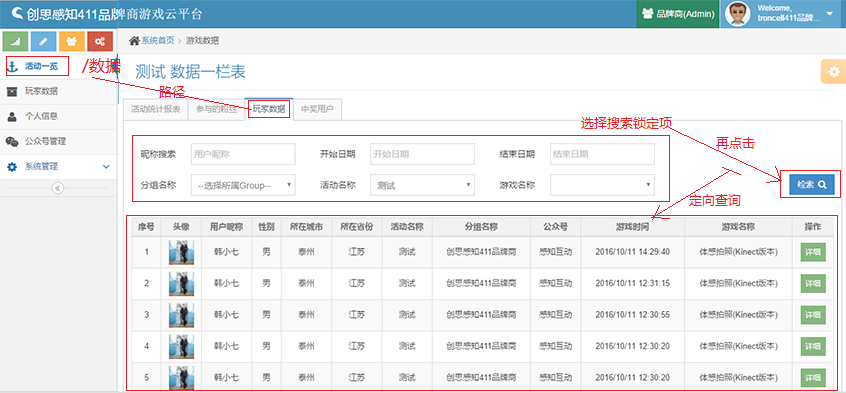 创思感知411品牌商游戏云平台
品牌商(Admin)
Welcome,
troncell411品牌...
系统首页 > 游戏数据
活动一览
/数据
路径
玩家数据
个人信息
公众号管理
系统管理
测试 数据一栏表
活动统计报表 参与的粉丝 玩家数据 中奖用户
选择搜索锁定项
再点击
定向查询
昵称搜索 用户昵称 开始日期 开始日期 结束日期 结束日期
分组名称 --选择所属Group-- 活动名称 测试 游戏名称
检索
序号 头像 用户昵称 性别 所在城市 所在省份 活动名称 分组名称 公众号 游戏时间 游戏名称 操作
1 韩小七 男 泰州 江苏 测试 创思感知411品牌商 感知互动 2016/10/11 14:29:40 体感拍照(Kinect版本) 详细
2 韩小七 男 泰州 江苏 测试 创思感知411品牌商 感知互动 2016/10/11 12:31:15 体感拍照(Kinect版本) 详细
3 韩小七 男 泰州 江苏 测试 创思感知411品牌商 感知互动 2016/10/11 12:30:55 体感拍照(Kinect版本) 详细
4 韩小七 男 泰州 江苏 测试 创思感知411品牌商 感知互动 2016/10/11 12:30:20 体感拍照(Kinect版本) 详细
5 韩小七 男 泰州 江苏 测试 创思感知411品牌商 感知互动 2016/10/11 12:30:20 体感拍照(Kinect版本) 详细